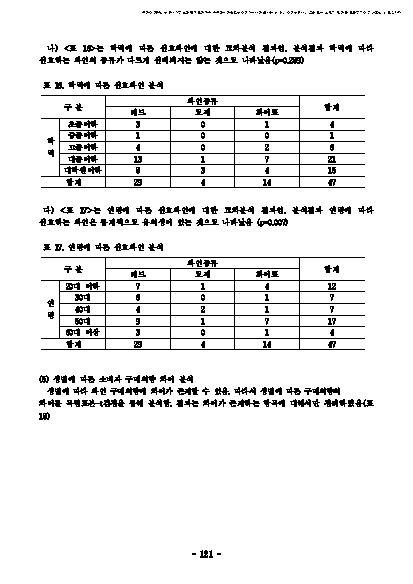 나) <표 16>는 학력에 따른 선호와인에 대한 교차분석 결과임. 분석결과 학력에 따라
선호하는 와인의 종류가 다르게 선택되지는 않는 것으로 나타났음(p=0.293)
표 16. 학력에 따른 선호와인 분석
구 분 와인종류 합계
레드 로제 화이트
학력
초졸이하 3 0 1 4
중졸이하 1 0 0 1
고졸이하 4 0 2 6
대졸이하 13 1 7 21
대학원이하 8 3 4 15
합계 29 4 14 47
다) <표 17>는 연령에 따른 선호와인에 대한 교차분석 결과임. 분석결과 연령에 따라
선호하는 와인은 통계적으로 유의성이 있는 것으로 나타났음 (p=0.007)
표 17. 연령에 따른 선호와인 분석
구 분 와인종류 합계
레드 로제 화이트
연령
20대 이하 7 1 4 12
30대 6 0 1 7
40대 4 2 1 7
50대 9 1 7 17
60대 이상 3 0 1 4
합계 29 4 14 47
(5) 성별에 따른 소비자 구매의향 차이 분석
성별에 따라 와인 구매의향에 차이가 존재할 수 있음. 따라서 성별에 따른 구매의향의
차이를 독립표본 t검정을 통해 분석함. 결과는 차이가 존재하는 항목에 대해서만 정리하였음(표
18)
- 121 -